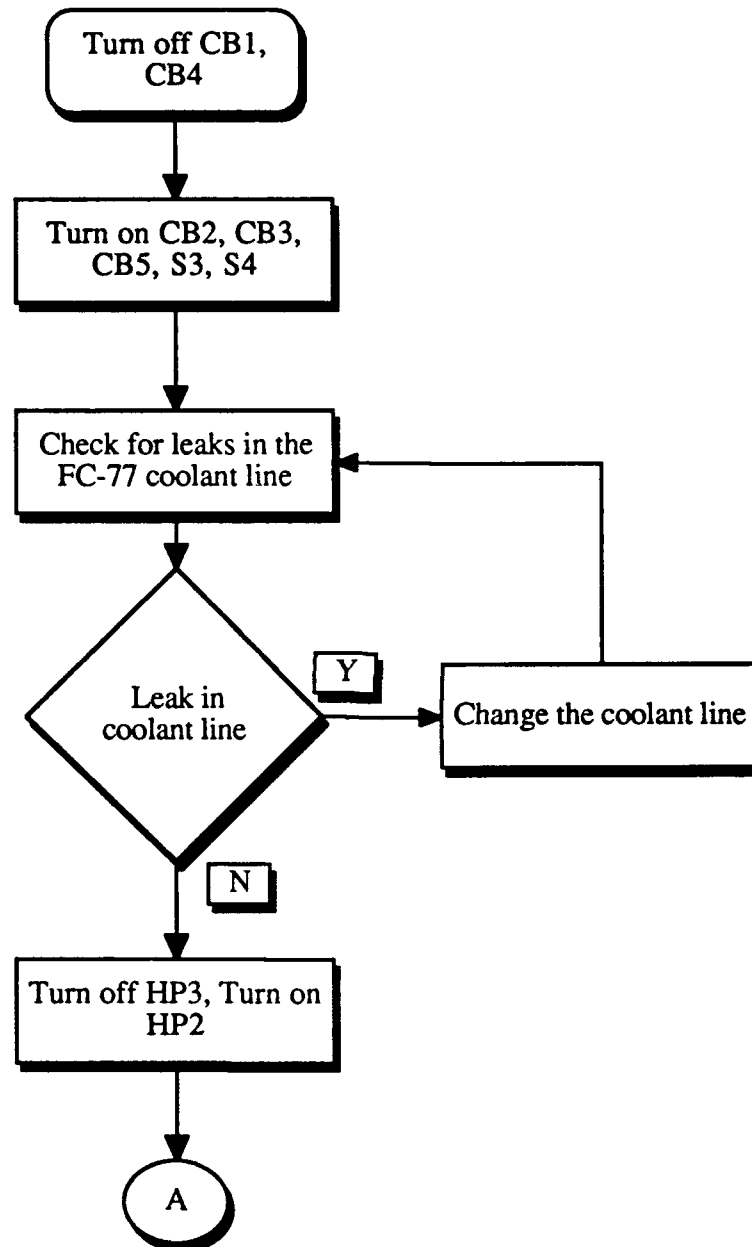 Turn off CB1,
CB4
Turn on CB2, CB3,
CB5, S3, S4
Check for leaks in the
FC-77 coolant line
Leak in
coolant line
Y
Change the coolant line
N
Turn off HP3, Turn on
HP2
A